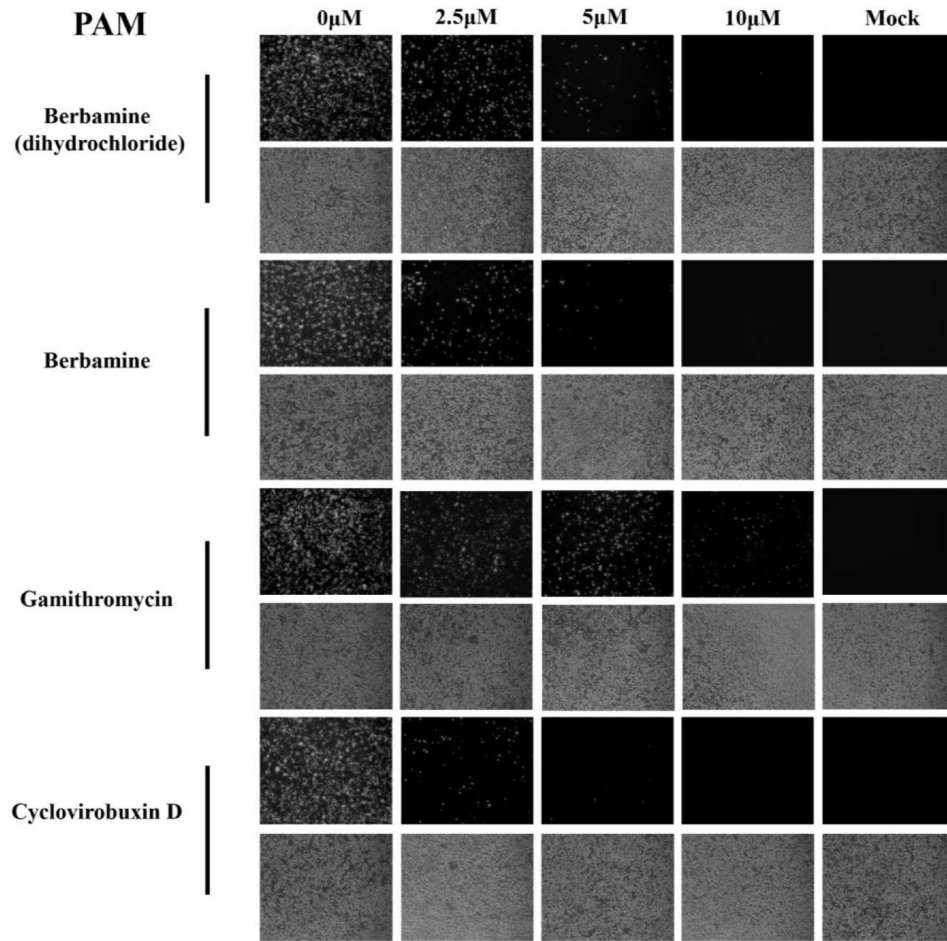 PAM
0μM 2.5μM 5μM 10μM Mock
Berbamine
(dihydrochloride)
Berbamine
Gamithromycin
Cyclovirobuxin D